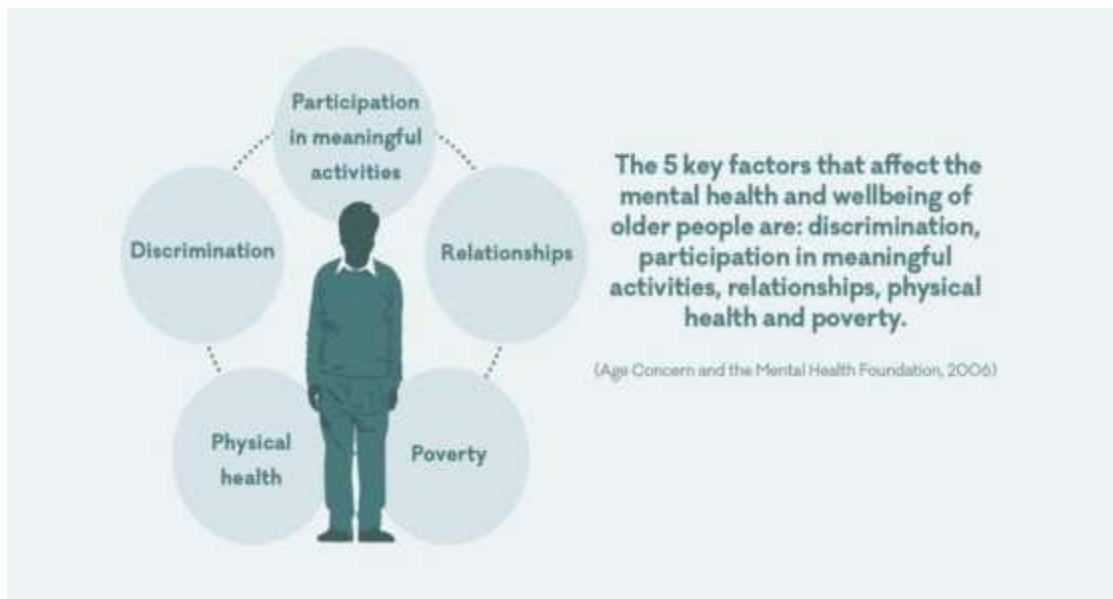 Participation
in meaningful
activities
Discrimination
Relationships
Physical
health
Poverty
The 5 key factors that affect the
mental health and wellbeing of
older people are: discrimination,
participation in meaningful
activities, relationships, physical
health and poverty.
(Age Concern and the Mental Health Foundation, 2006)